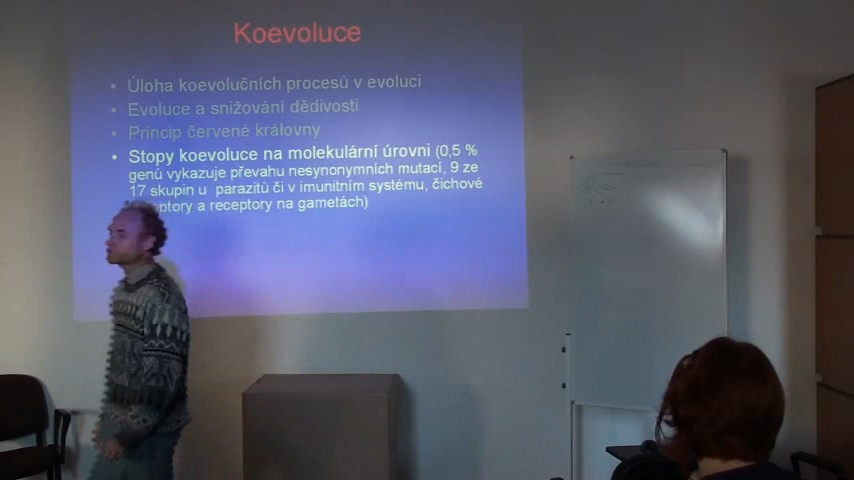 Koevoluce
• Úloha koevolučních procesů v evoluci
• Evoluce a snižování dědivosti
• Princip červené královny
• Stopy koevoluce na molekulární úrovni (0,5 %
genů vykazuje převahu nesynonymních mutací, 9 ze
17 skupin u parazitů či v imunitním systému, čichové
a receptory na gametách)